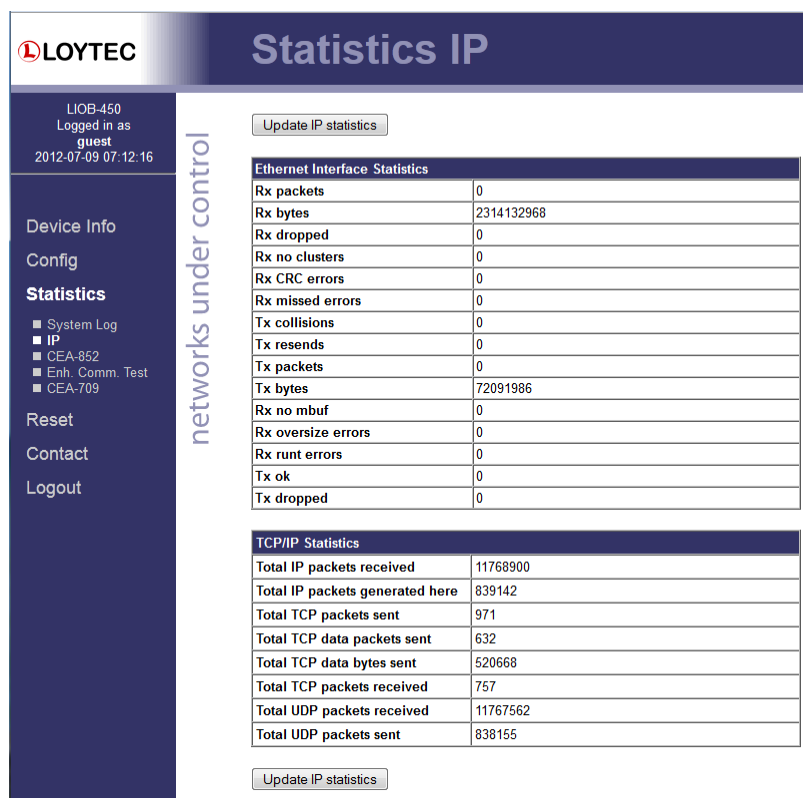 LOYTEC
Statistics IP
LIOB-450
Logged in as
guest
2012-07-09 07:12:16
Device Info
Config
Statistics
System Log
IP
CEA-852
Enh. Comm. Test
CEA-709
Reset
Contact
Logout
networks under control
Update IP statistics
Ethernet Interface Statistics
Rx packets 0
Rx bytes 2314132968
Rx dropped 0
Rx no clusters 0
Rx CRC errors 0
Rx missed errors 0
Tx collisions 0
Tx resends 0
Tx packets 0
Tx bytes 72091986
Rx no mbuf 0
Rx oversize errors 0
Rx runt errors 0
Tx ok 0
Tx dropped 0
TCP/IP Statistics
Total IP packets received 11768900
Total IP packets generated here 839142
Total TCP packets sent 971
Total TCP data packets sent 632
Total TCP data bytes sent 520668
Total TCP packets received 757
Total UDP packets received 11767562
Total UDP packets sent 838155
Update IP statistics